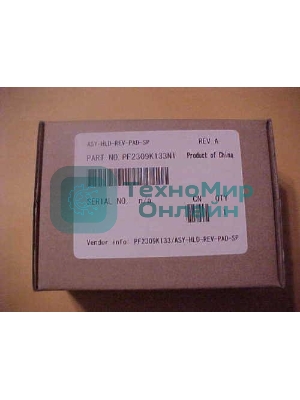 ASY-HLD-REV-PAD-SP REV.A
PART NO. PF2309K133NI Product of China
ТехноМир
Онлайн
SERIAL NO. n/a CN QTY
Vendor info: PF2309K133/ASY-HLD-REV-PAD-SP